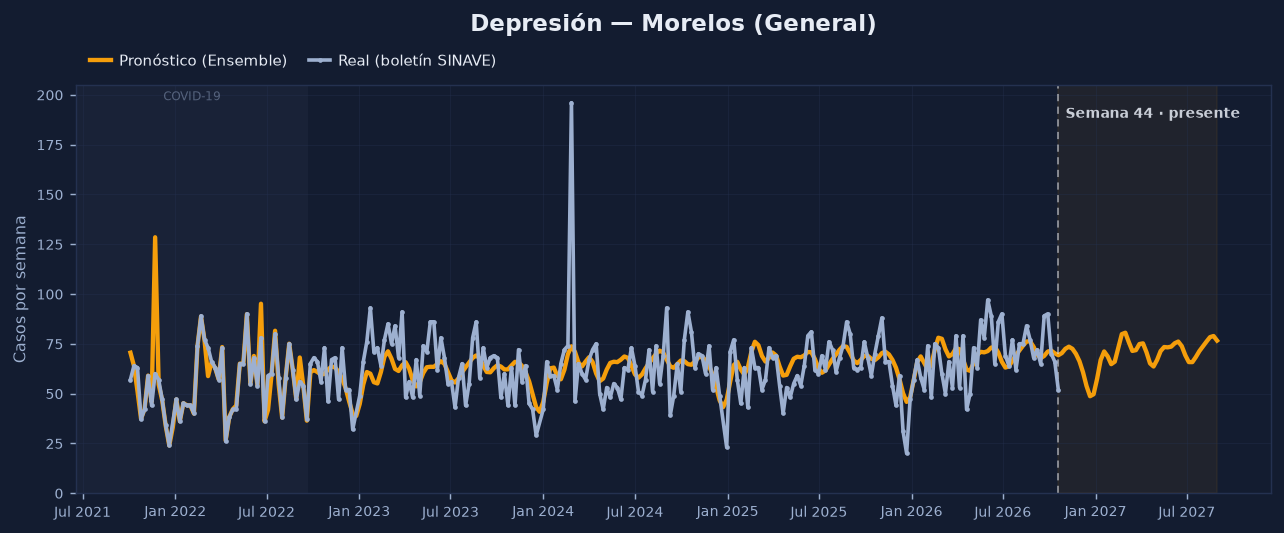 Depresión — Morelos (General)
Pronóstico (Ensemble)
Real (boletín SINAVE)
COVID-19
Semana 44 · presente
Casos por semana
200
175
150
125
100
75
50
25
0
Jul 2021
Jan 2022
Jul 2022
Jan 2023
Jul 2023
Jan 2024
Jul 2024
Jan 2025
Jul 2025
Jan 2026
Jul 2026
Jan 2027
Jul 2027